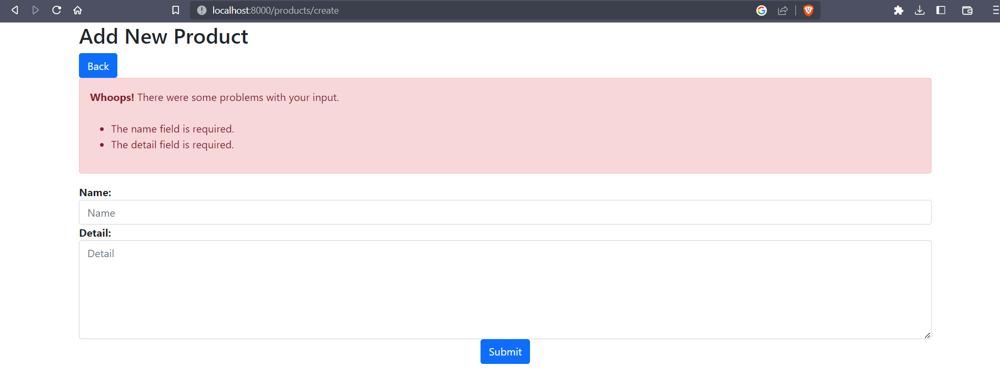 localhost:8000/products/create
Add New Product
Back
Whoops! There were some problems with your input.
• The name field is required.
• The detail field is required.
Name:
Name
Detail:
Detail
Submit